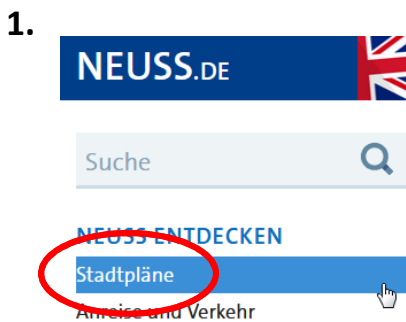 1.
NEUSS.DE
Suche
NEUSS ENTDECKEN
Stadtpläne
Anreise und Verkehr